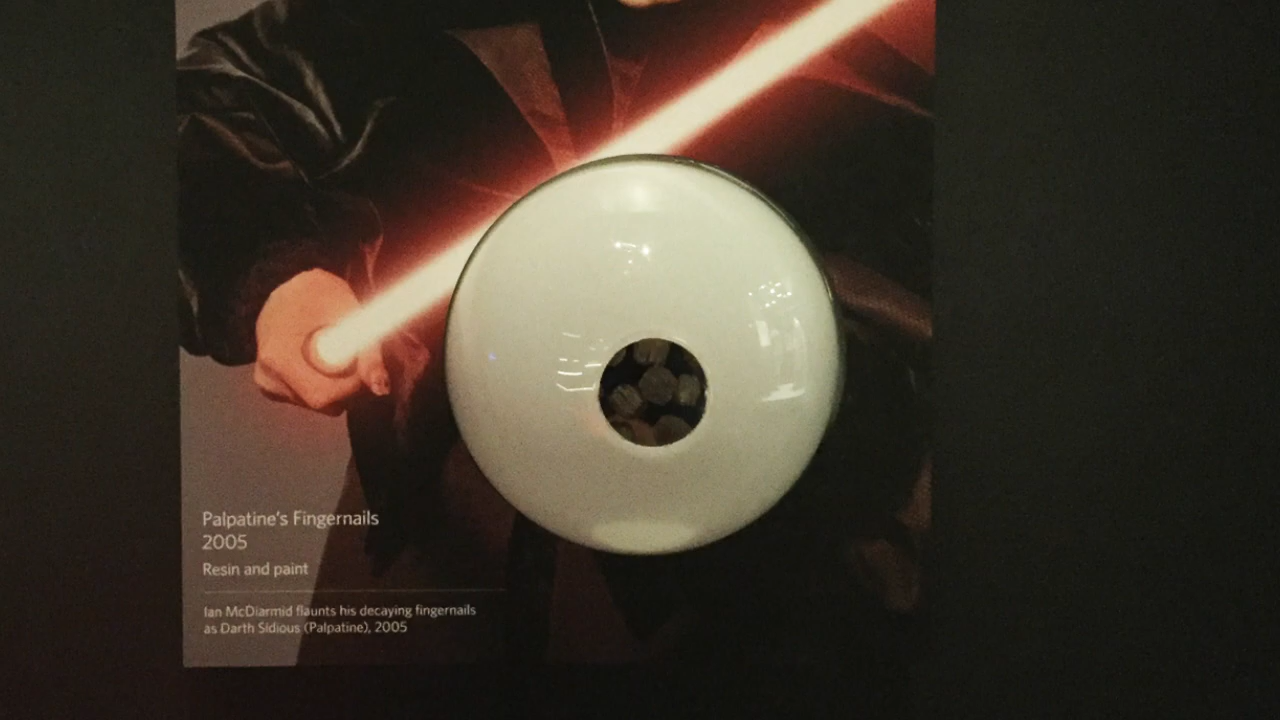 Palpatine's Fingernails
2005
Resin and paint
Ian McDiarmid flaunts his decaying fingernails
as Darth Sidious (Palpatine), 2005